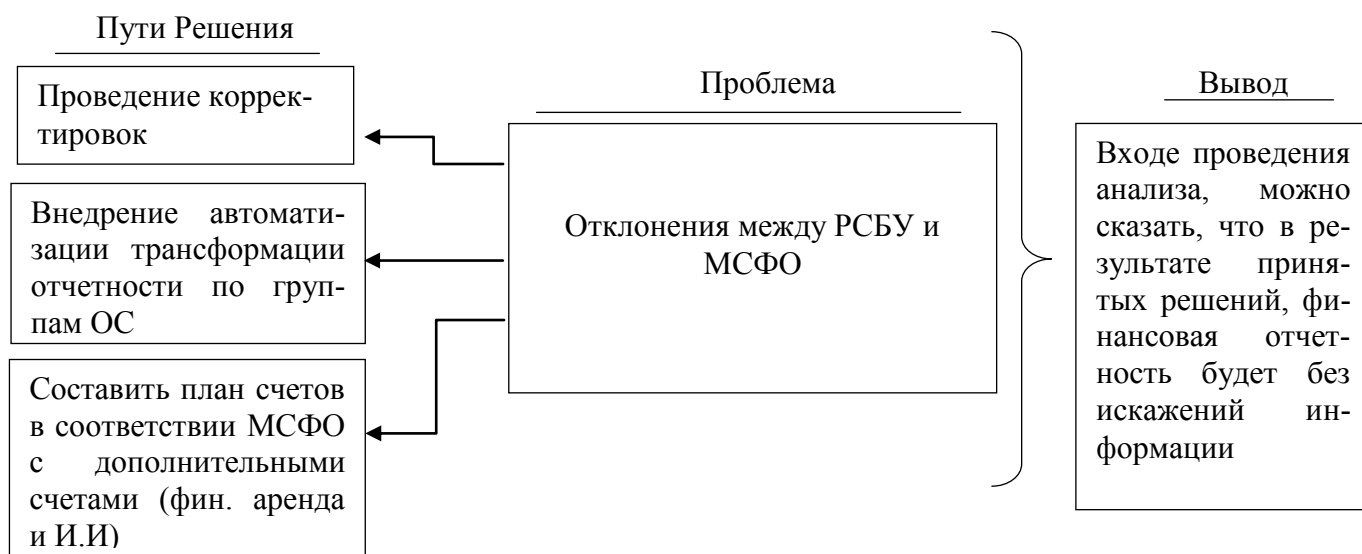 Пути Решения
Проведение коррек-
тировок
Внедрение автомати-
зации трансформации
отчетности по груп-
пам ОС
Составить план счетов
в соответствии МСФО
с дополнительными
счетами (фин. аренда
и И.И)
Проблема
Отклонения между РСБУ и
МСФО
Вывод
Входе проведения
анализа, можно
сказать, что в ре-
зультате приня-
тых решений, фи-
нансовая отчет-
ность будет без
искажений ин-
формации